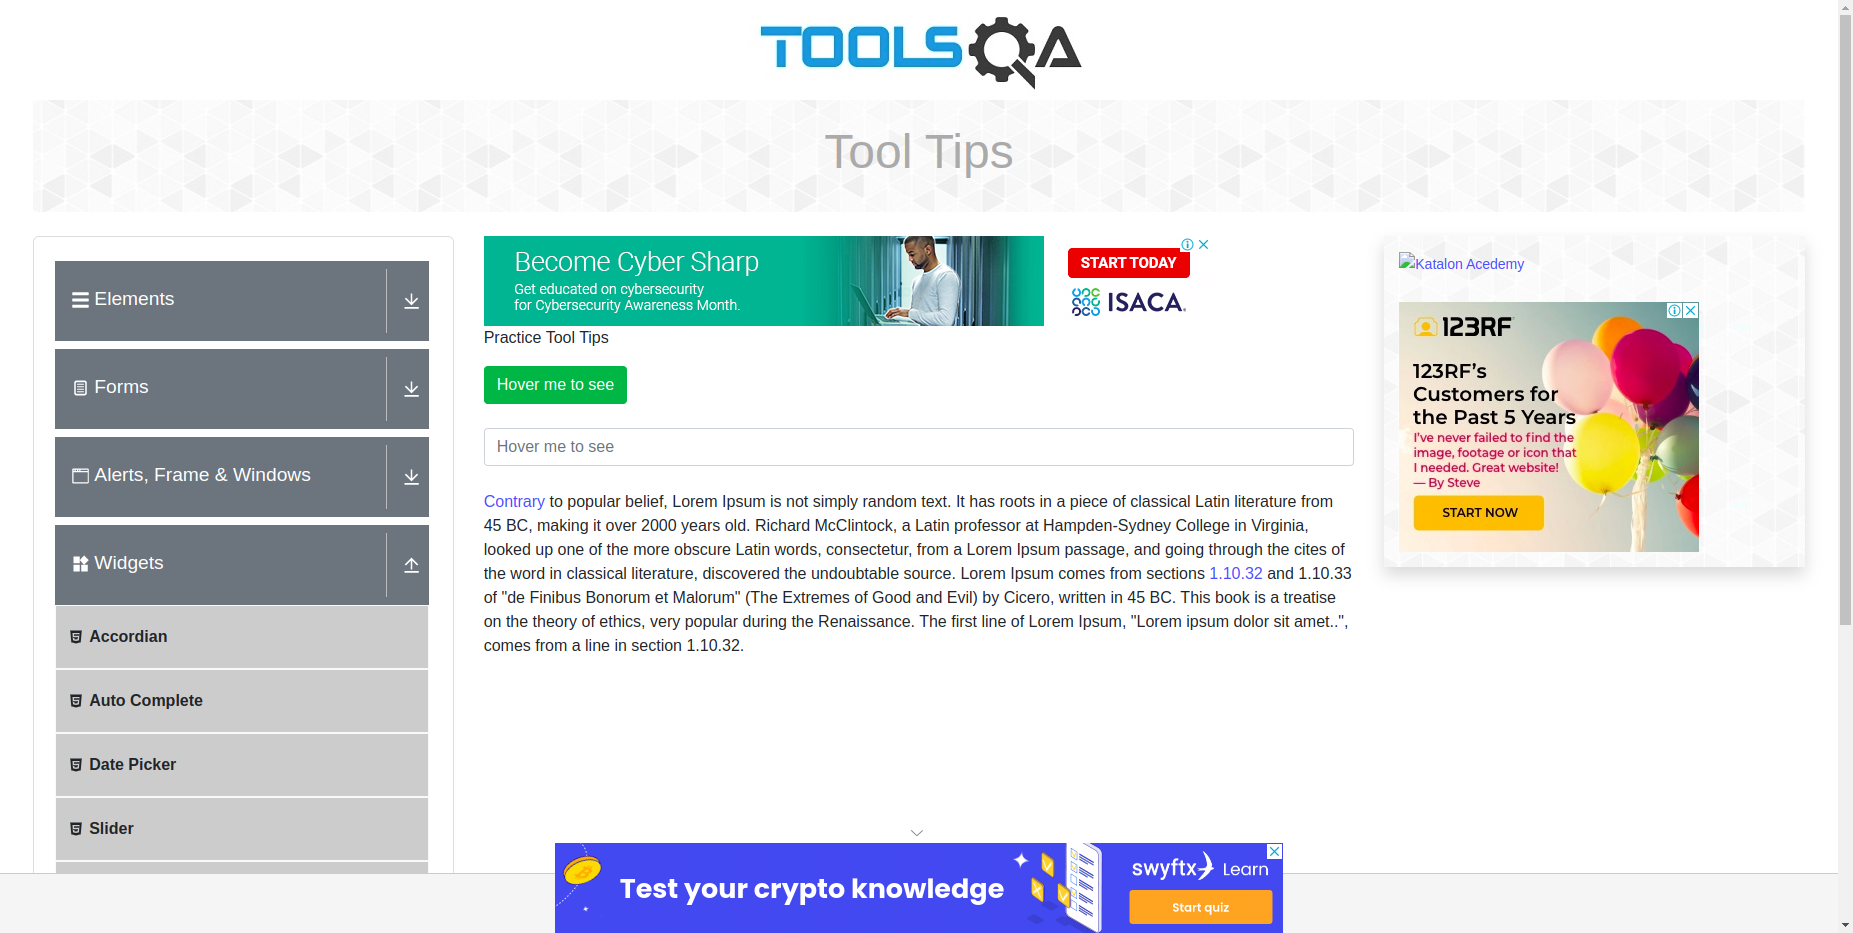 TOOLSQA
Tool Tips
Elements
Forms
Alerts, Frame & Windows
Widgets
Accordian
Auto Complete
Date Picker
Slider
Become Cyber Sharp
Get educated on cybersecurity
for Cybersecurity Awareness Month.
START TODAY
ISACA.
Practice Tool Tips
Hover me to see
Hover me to see
Contrary to popular belief, Lorem Ipsum is not simply random text. It has roots in a piece of classical Latin literature from
45 BC, making it over 2000 years old. Richard McClintock, a Latin professor at Hampden-Sydney College in Virginia,
looked up one of the more obscure Latin words, consectetur, from a Lorem Ipsum passage, and going through the cites of
the word in classical literature, discovered the undoubtable source. Lorem Ipsum comes from sections 1.10.32 and 1.10.33
of "de Finibus Bonorum et Malorum" (The Extremes of Good and Evil) by Cicero, written in 45 BC. This book is a treatise
on the theory of ethics, very popular during the Renaissance. The first line of Lorem Ipsum, "Lorem ipsum dolor sit amet..",
comes from a line in section 1.10.32.
Katalon Acedemy
123RF
123RF's
Customers for
the Past 5 Years
I've never failed to find the
image, footage or icon that
I needed. Great website!
— By Steve
START NOW
Test your crypto knowledge
swyftx Learn
Start quiz